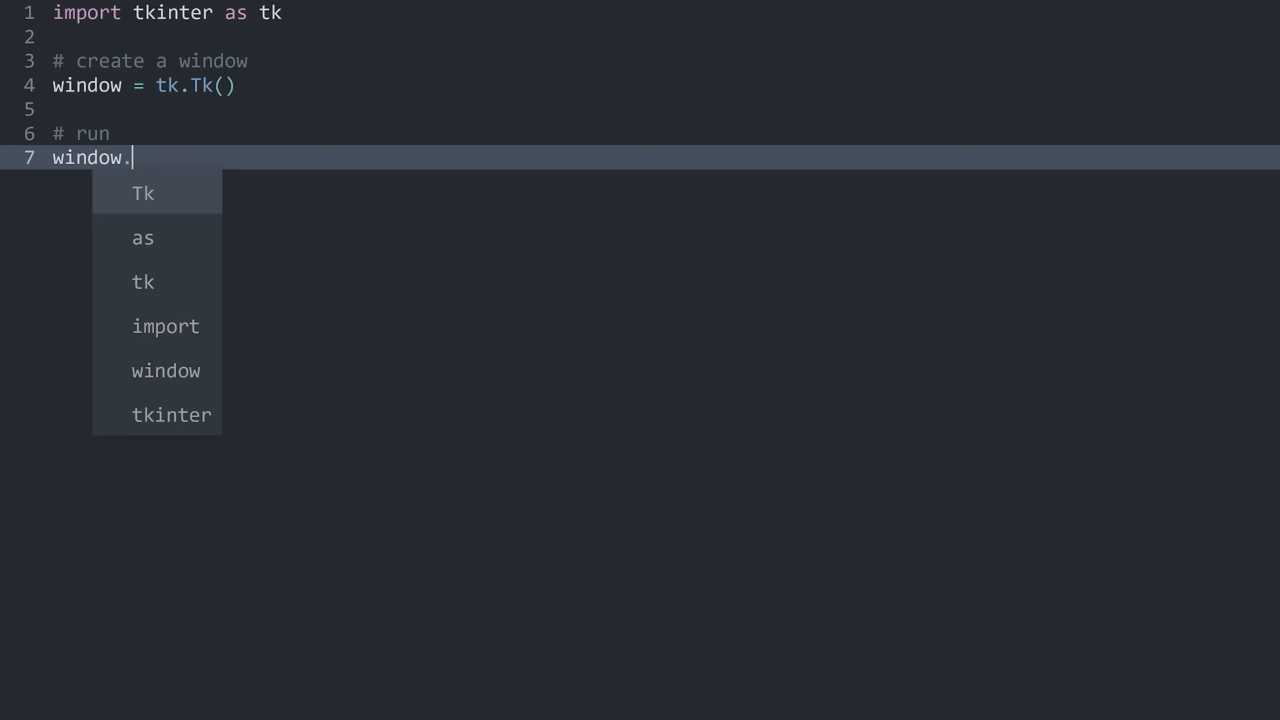 1 import tkinter as tk
2
3 # create a window
4 window = tk.Tk()
5
6 # run
7 window.
Tk
as
tk
import
window
tkinter